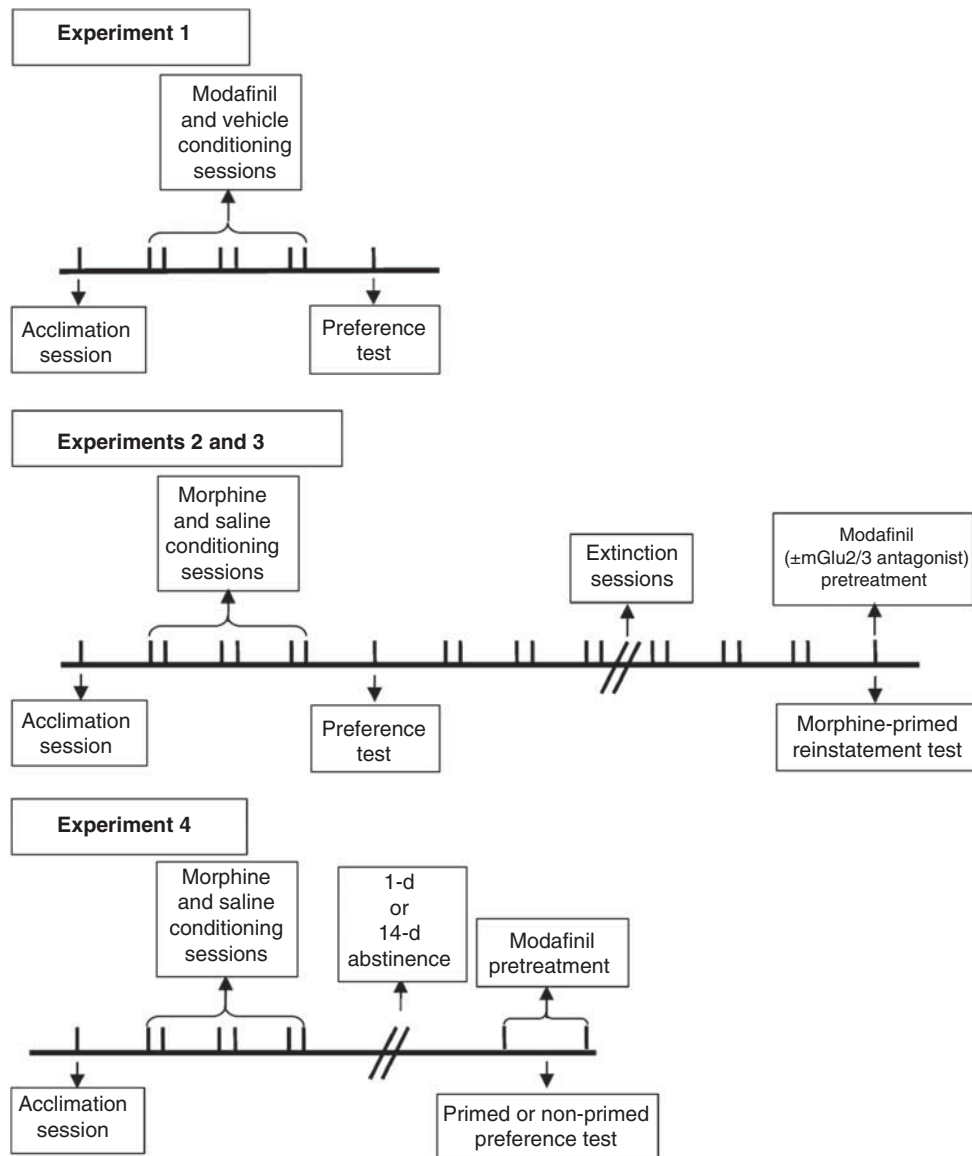 Experiment 1
Modafinil
and vehicle
conditioning
sessions
Acclimation
session
Preference
test
Experiments 2 and 3
Morphine
and saline
conditioning
sessions
Extinction
sessions
Modafinil
(±mGlu2/3 antagonist)
pretreatment
Acclimation
session
Preference
test
Morphine-primed
reinstatement test
Experiment 4
Morphine
and saline
conditioning
sessions
1-d
or
14-d
abstinence
Modafinil
pretreatment
Acclimation
session
Primed or non-primed
preference test